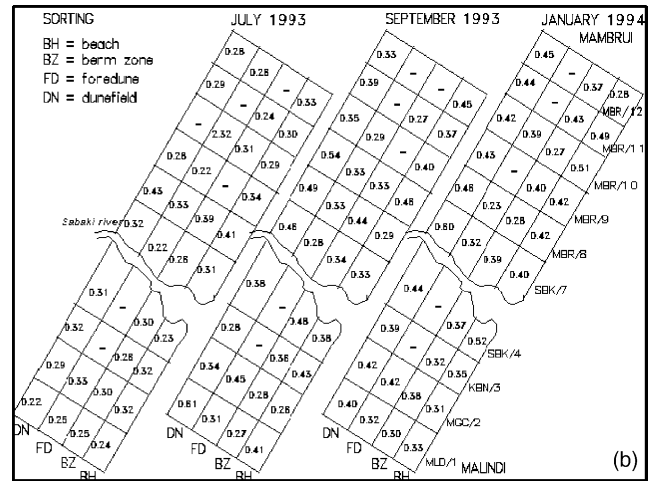 SORTING
BH = beach
BZ = berm zone
FD = foredune
DN = dunefield
JULY 1993
0.28 0.28 – 0.33
0.29 – 0.24 0.30
– 2.32 0.31 0.29
0.28 0.22 – 0.34
0.43 0.33 0.39 0.41
0.32 0.22 0.26 0.31
Sabaki river
0.31 – 0.30 0.23
0.32 – 0.26 0.32
0.29 0.33 0.30 0.32
0.22 0.25 0.25 0.24
DN FD BZ BH
SEPTEMBER 1993
0.33 – – 0.45
0.39 – 0.27 0.37
0.35 0.29 – 0.40
0.54 0.33 0.33 0.46
0.49 0.33 0.44 0.29
0.46 0.28 0.34 0.33
0.38 – 0.48 0.38
0.28 – 0.36 0.43
0.34 0.45 0.28 0.26
0.61 0.31 0.27 0.41
DN FD BZ BH
JANUARY 1994
MAMBRUI
0.45 – 0.37 0.28 MBR/12
0.44 – 0.43 0.49 MBR/11
0.42 0.39 0.27 0.51 MBR/10
0.43 – 0.40 0.42 MBR/9
0.46 0.23 0.28 0.42 MBR/8
0.60 0.32 0.39 0.40 SBK/7
0.44 – 0.37 0.52 SBK/4
0.39 – 0.32 0.35 KBN/3
0.42 0.42 0.38 0.31 MGC/2
0.40 0.32 0.30 0.33 MLD/1
DN FD BZ BH
MALINDI
(b)